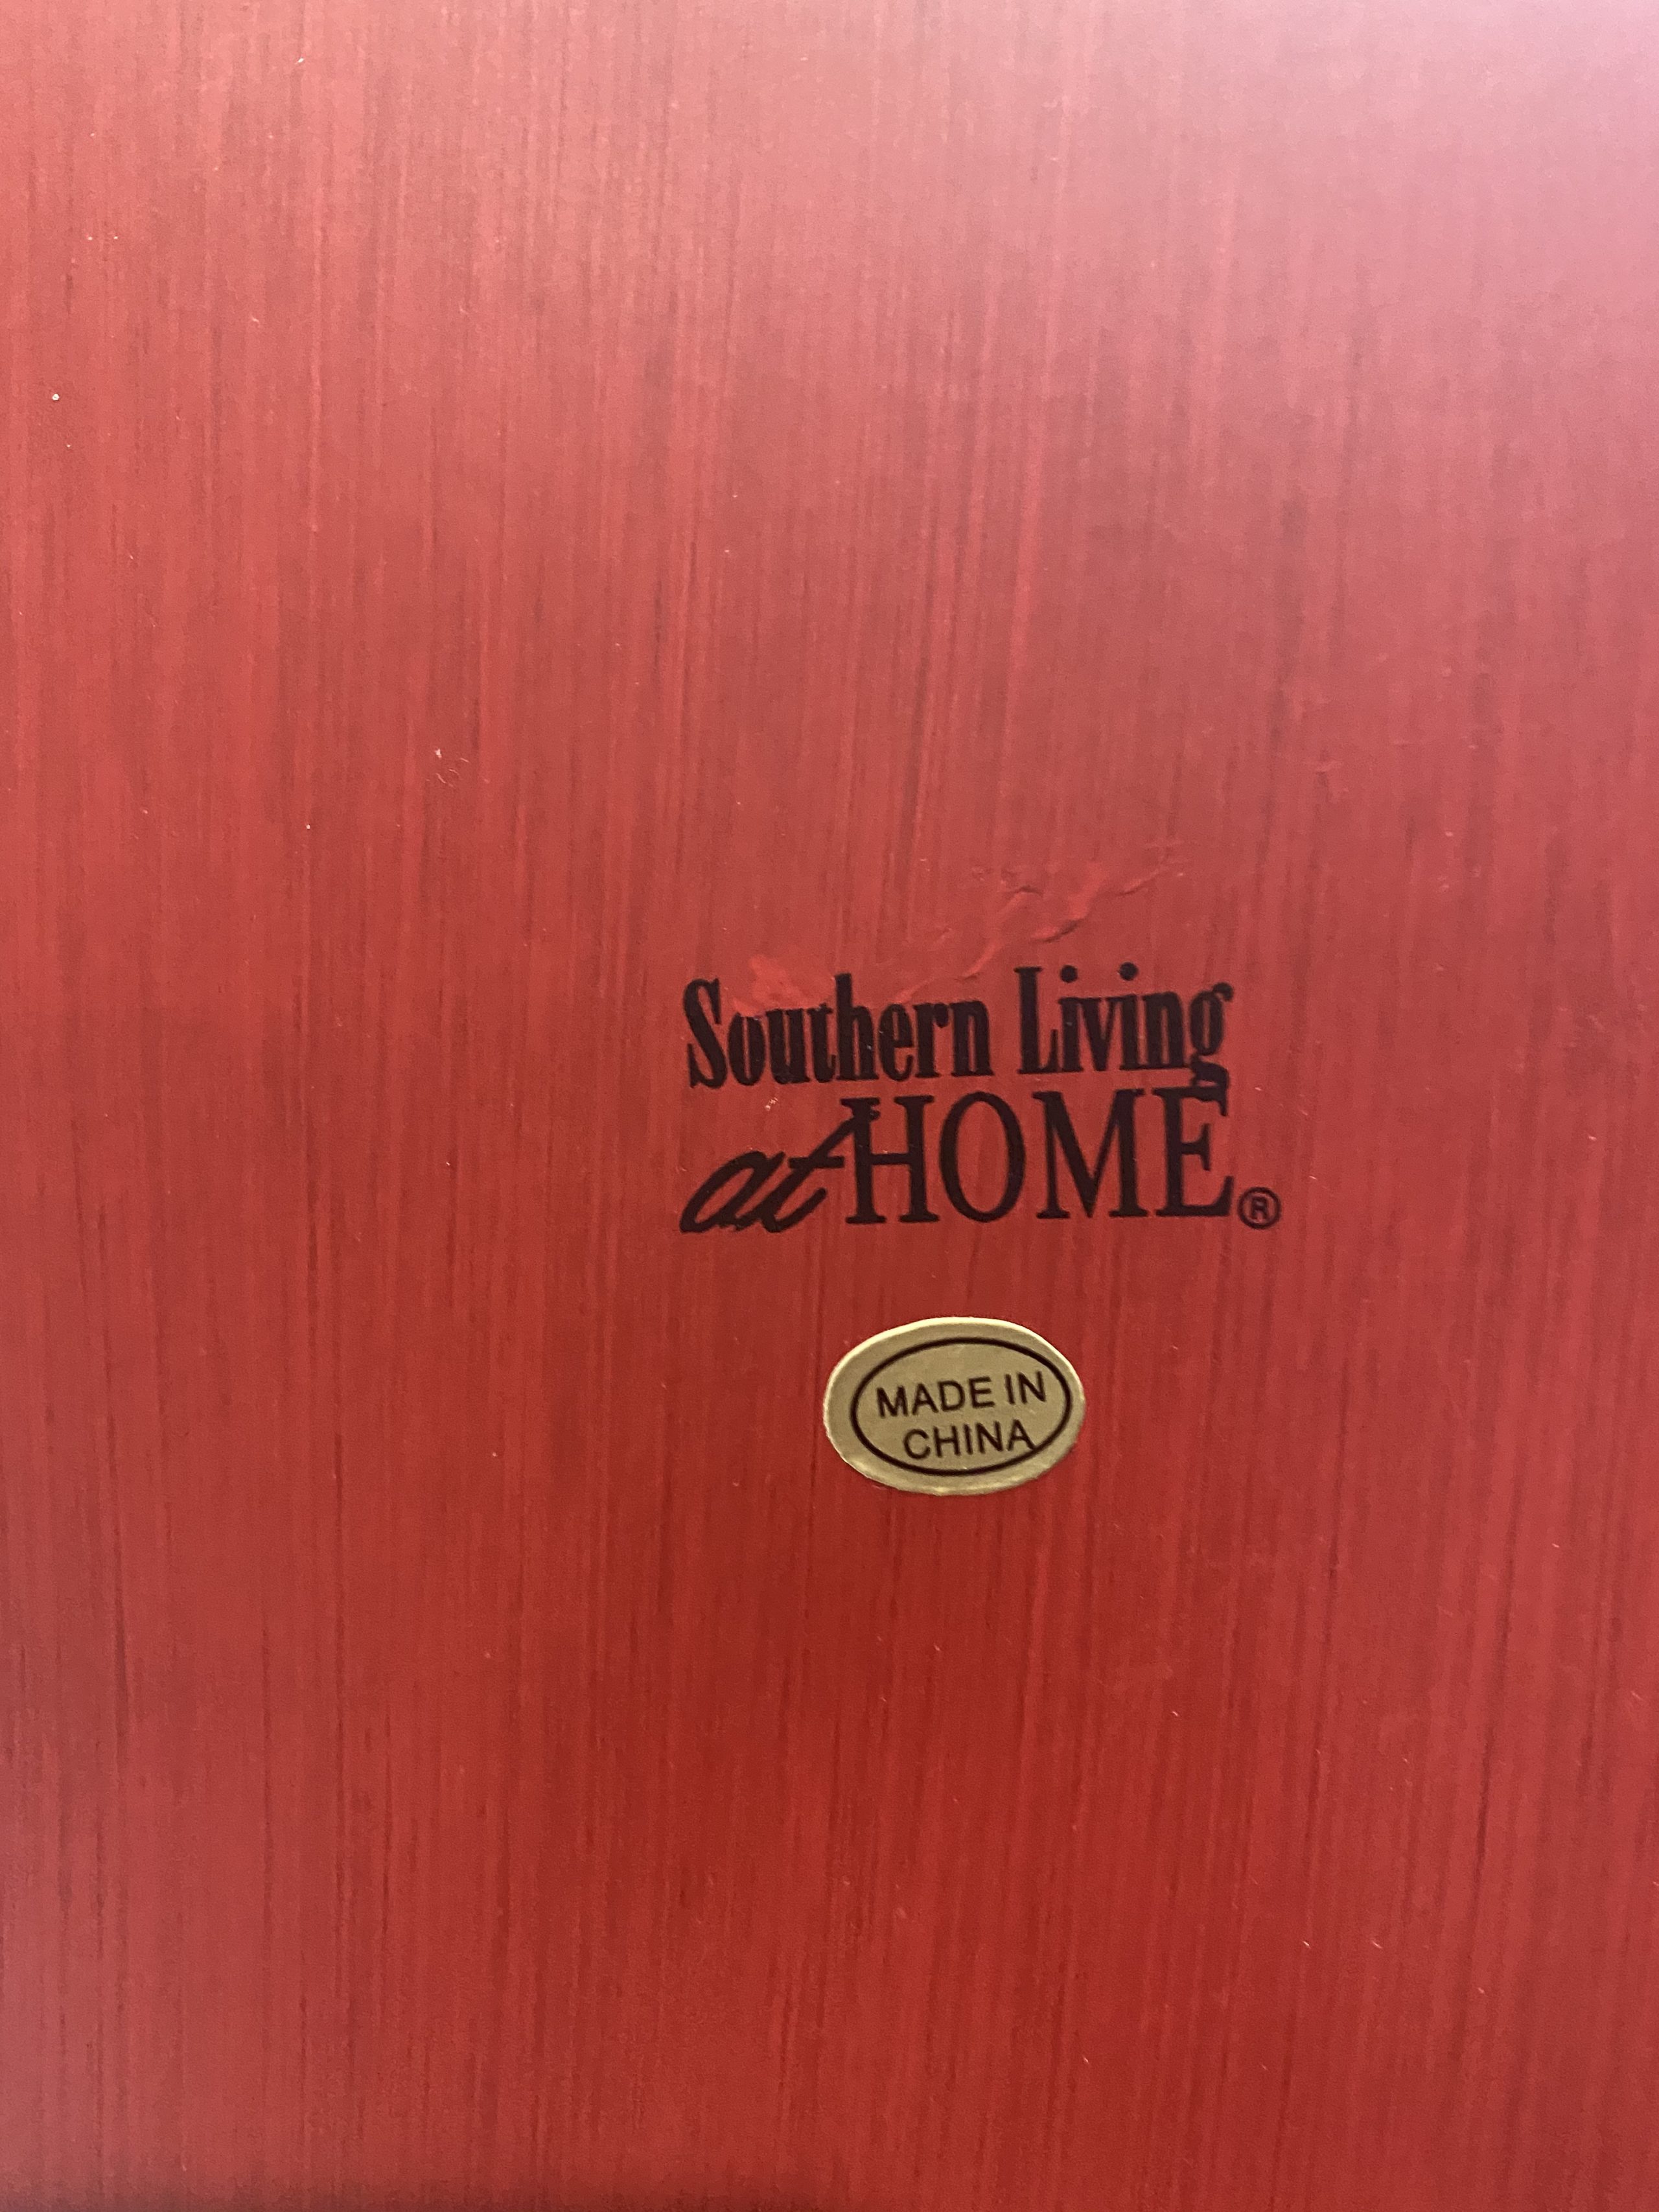 Southern Living
at HOME®
MADE IN
CHINA